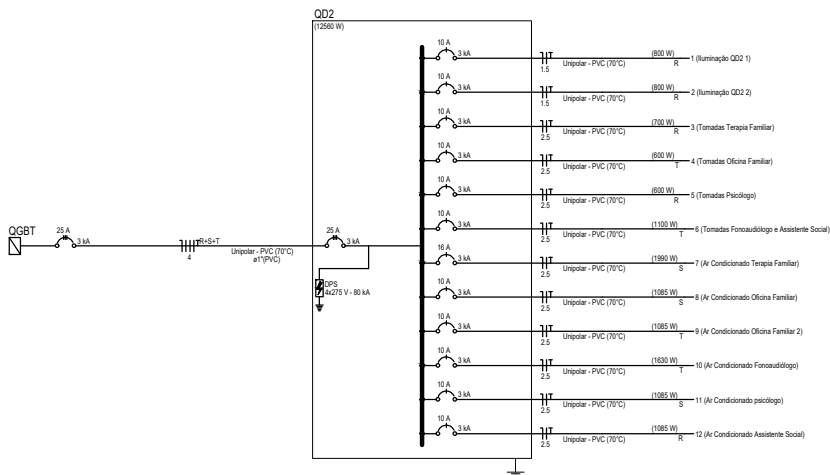 QD2
(12560 W)
10 A
3 kA
1.5
Unipolar - PVC (70°C)
(800 W)
R
1 (Iluminação QD2 1)
10 A
3 kA
1.5
Unipolar - PVC (70°C)
(800 W)
R
2 (Iluminação QD2 2)
10 A
3 kA
2.5
Unipolar - PVC (70°C)
(700 W)
R
3 (Tomadas Terapia Familiar)
10 A
3 kA
2.5
Unipolar - PVC (70°C)
(600 W)
T
4 (Tomadas Oficina Familiar)
10 A
3 kA
2.5
Unipolar - PVC (70°C)
(600 W)
R
5 (Tomadas Psicólogo)
QGBT
25 A
3 kA
R+S+T
4
Unipolar - PVC (70°C)
ø1"(PVC)
25 A
3 kA
DPS
4x275 V - 80 kA
10 A
3 kA
2.5
Unipolar - PVC (70°C)
(1100 W)
T
6 (Tomadas Fonoaudiólogo e Assistente Social)
16 A
3 kA
2.5
Unipolar - PVC (70°C)
(1990 W)
S
7 (Ar Condicionado Terapia Familiar)
10 A
3 kA
2.5
Unipolar - PVC (70°C)
(1085 W)
S
8 (Ar Condicionado Oficina Familiar)
10 A
3 kA
2.5
Unipolar - PVC (70°C)
(1085 W)
T
9 (Ar Condicionado Oficina Familiar 2)
10 A
3 kA
2.5
Unipolar - PVC (70°C)
(1630 W)
T
10 (Ar Condicionado Fonoaudiólogo)
10 A
3 kA
2.5
Unipolar - PVC (70°C)
(1085 W)
S
11 (Ar Condicionado psicólogo)
10 A
3 kA
2.5
Unipolar - PVC (70°C)
(1085 W)
R
12 (Ar Condicionado Assistente Social)